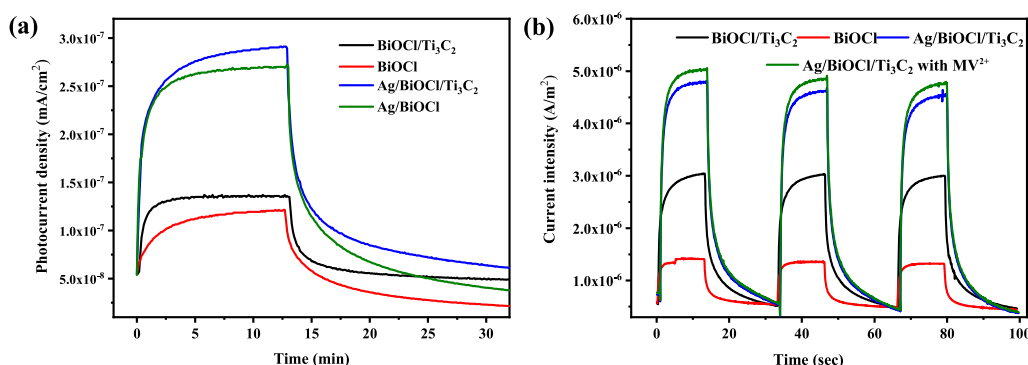 (a)
Photocurrent density (mA/cm²)
3.0x10⁻⁷
2.5x10⁻⁷
2.0x10⁻⁷
1.5x10⁻⁷
1.0x10⁻⁷
5.0x10⁻⁸
BiOCl/Ti₃C₂
BiOCl
Ag/BiOCl/Ti₃C₂
Ag/BiOCl
0 5 10 15 20 25 30
Time (min)
(b)
Current intensity (A/m²)
6.0x10⁻⁶
5.0x10⁻⁶
4.0x10⁻⁶
3.0x10⁻⁶
2.0x10⁻⁶
1.0x10⁻⁶
BiOCl/Ti₃C₂ BiOCl Ag/BiOCl/Ti₃C₂
Ag/BiOCl/Ti₃C₂ with MV²⁺
0 20 40 60 80 100
Time (sec)